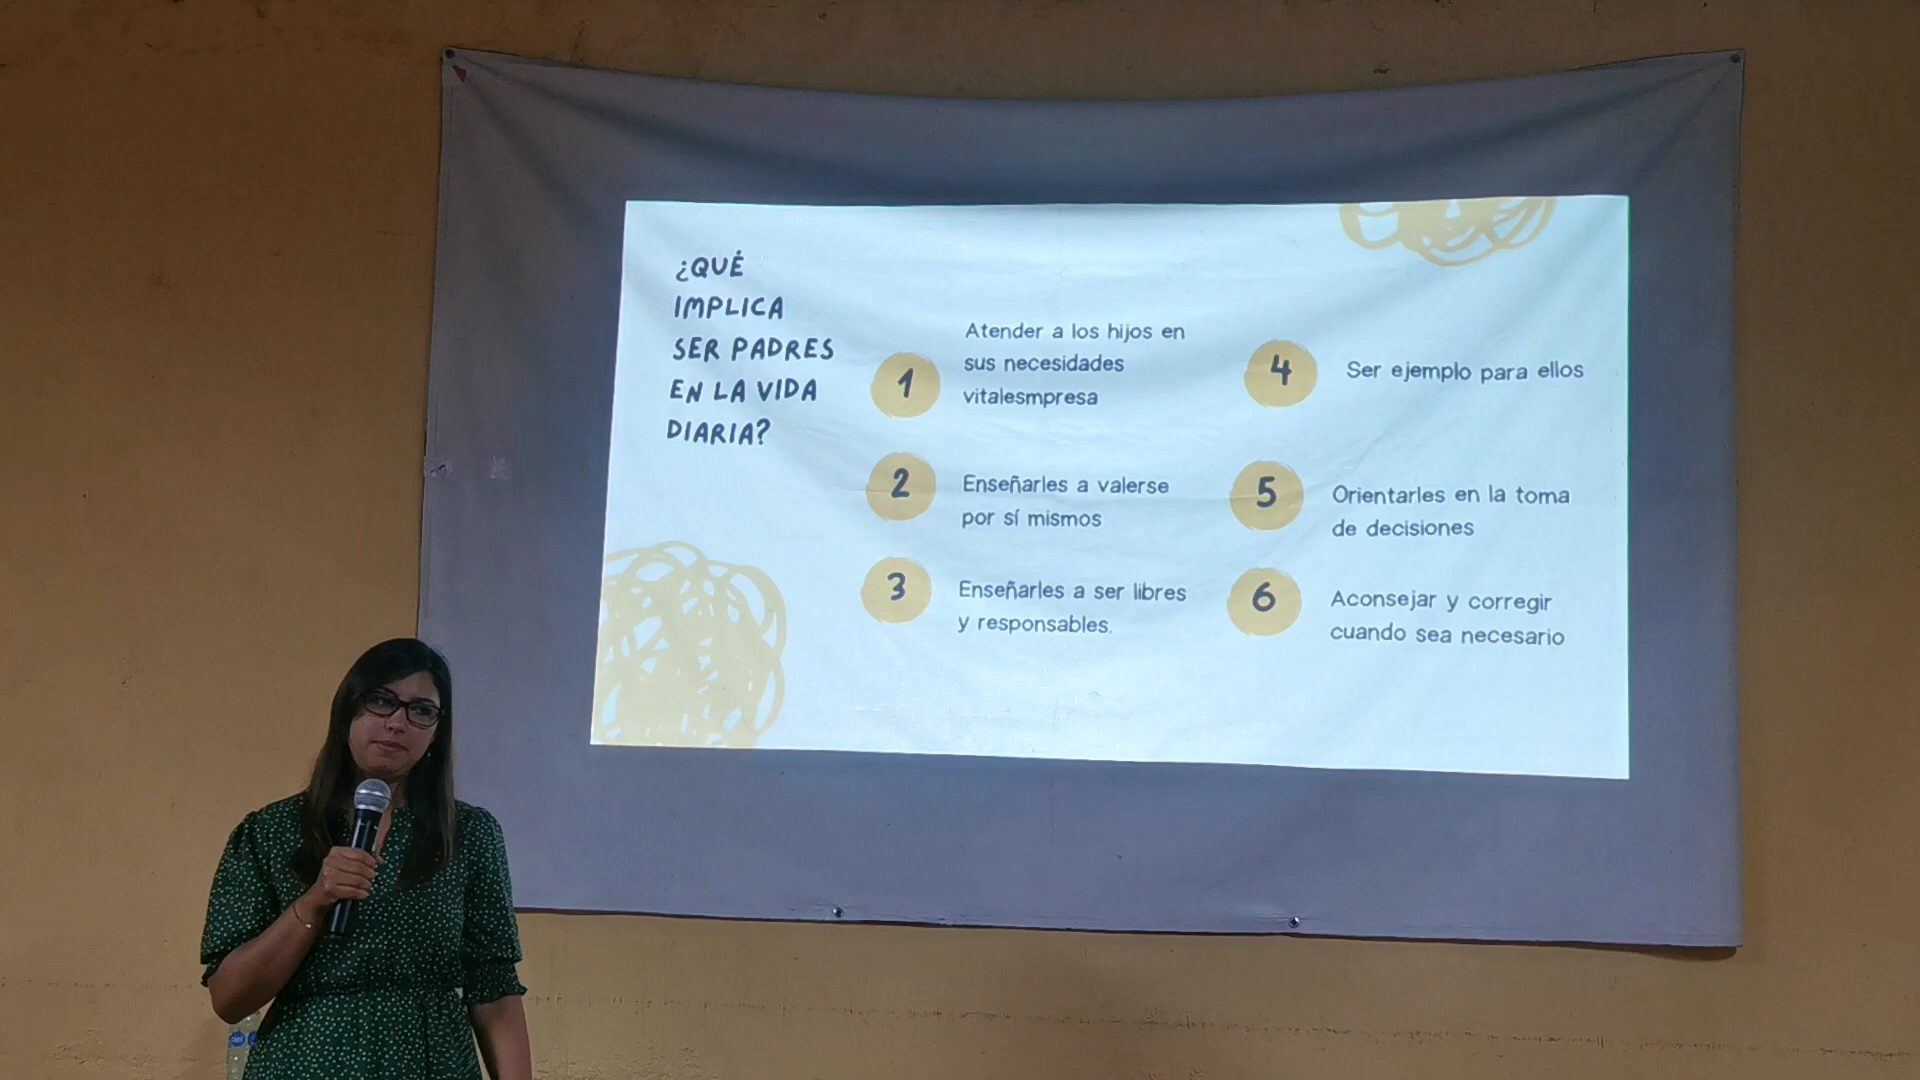 ¿QUÉ
IMPLICA
SER PADRES
EN LA VIDA
DIARIA?
1
Atender a los hijos en
sus necesidades
vitalesmpresa
2
Enseñarles a valerse
por sí mismos
3
Enseñarles a ser libres
y responsables.
4
Ser ejemplo para ellos
5
Orientarles en la toma
de decisiones
6
Aconsejar y corregir
cuando sea necesario